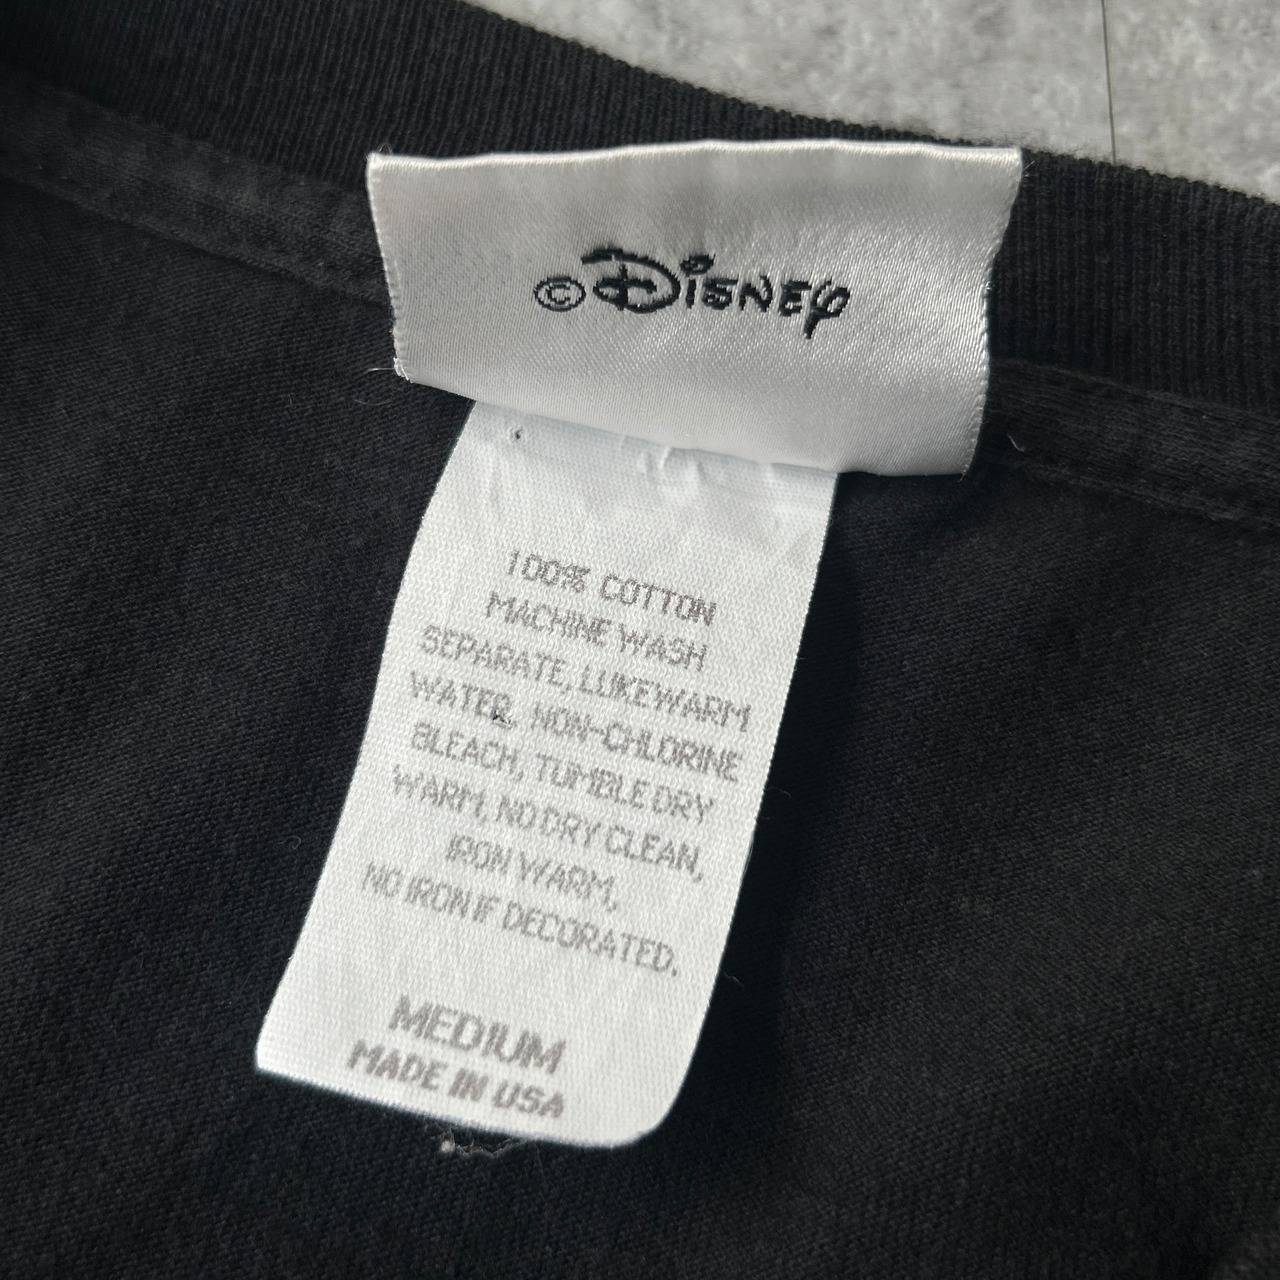 ©Disney
100% COTTON
MACHINE WASH
SEPARATE, LUKEWARM
WATER, NON-CHLORINE
BLEACH, TUMBLE DRY
WARM, NO DRY CLEAN,
IRON WARM,
NO IRON IF DECORATED.
MEDIUM
MADE IN USA